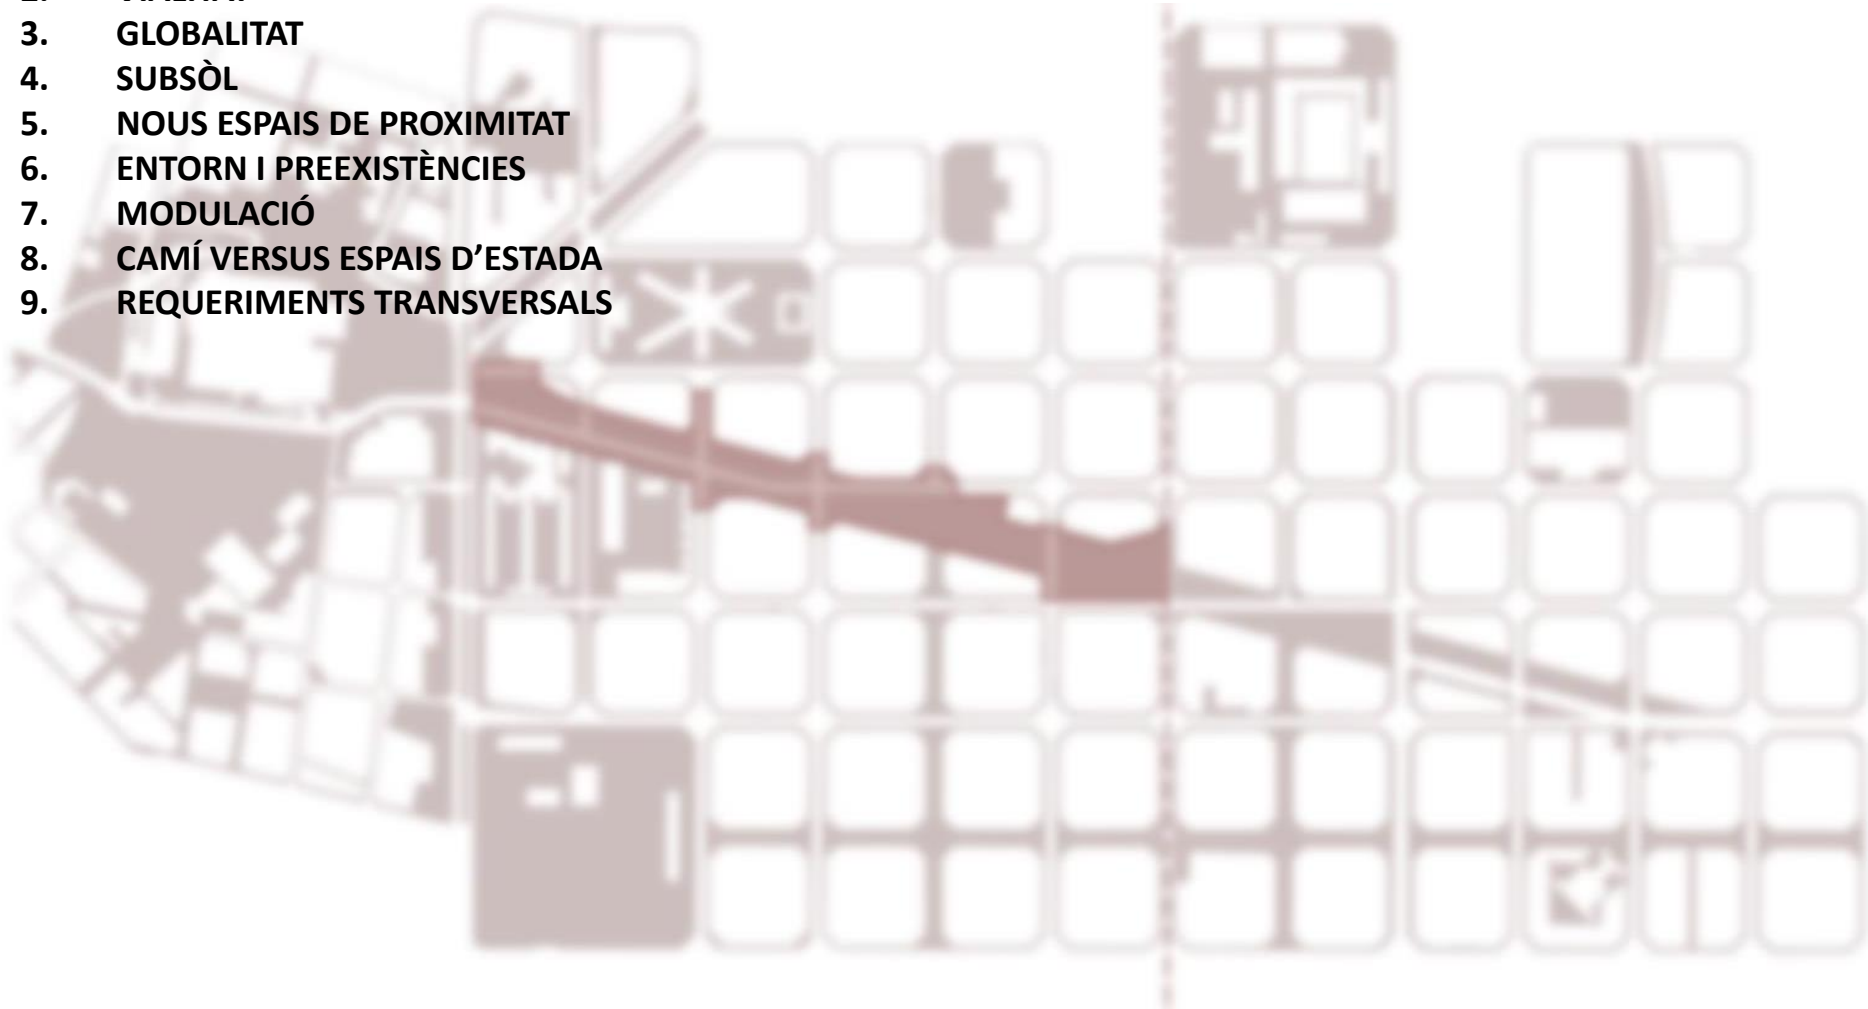 3. GLOBALITAT
4. SUBSÒL
5. NOUS ESPAIS DE PROXIMITAT
6. ENTORN I PREEXISTÈNCIES
7. MODULACIÓ
8. CAMÍ VERSUS ESPAIS D’ESTADA
9. REQUERIMENTS TRANSVERSALS